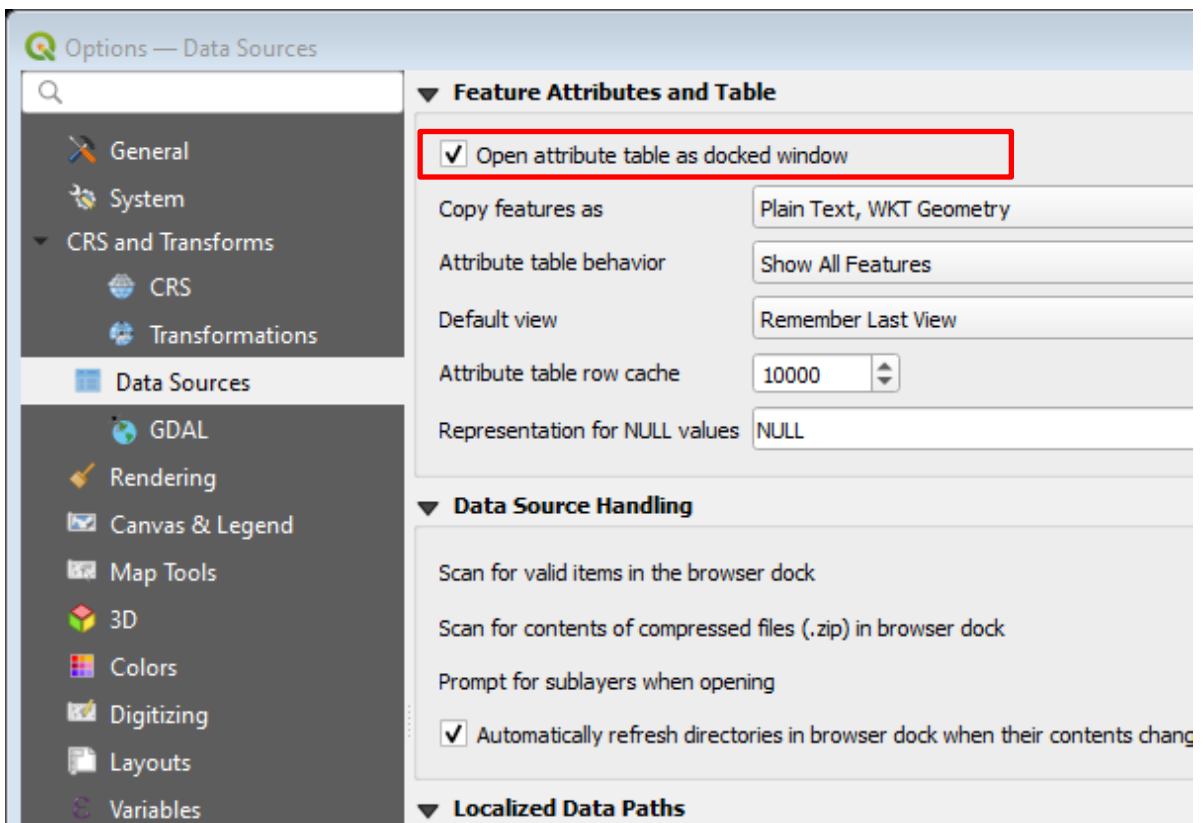 Options — Data Sources
General
System
CRS and Transforms
CRS
Transformations
Data Sources
GDAL
Rendering
Canvas & Legend
Map Tools
3D
Colors
Digitizing
Layouts
Variables
Feature Attributes and Table
Open attribute table as docked window
Copy features as Plain Text, WKT Geometry
Attribute table behavior Show All Features
Default view Remember Last View
Attribute table row cache 10000
Representation for NULL values NULL
Data Source Handling
Scan for valid items in the browser dock
Scan for contents of compressed files (.zip) in browser dock
Prompt for sublayers when opening
Automatically refresh directories in browser dock when their contents chang
Localized Data Paths